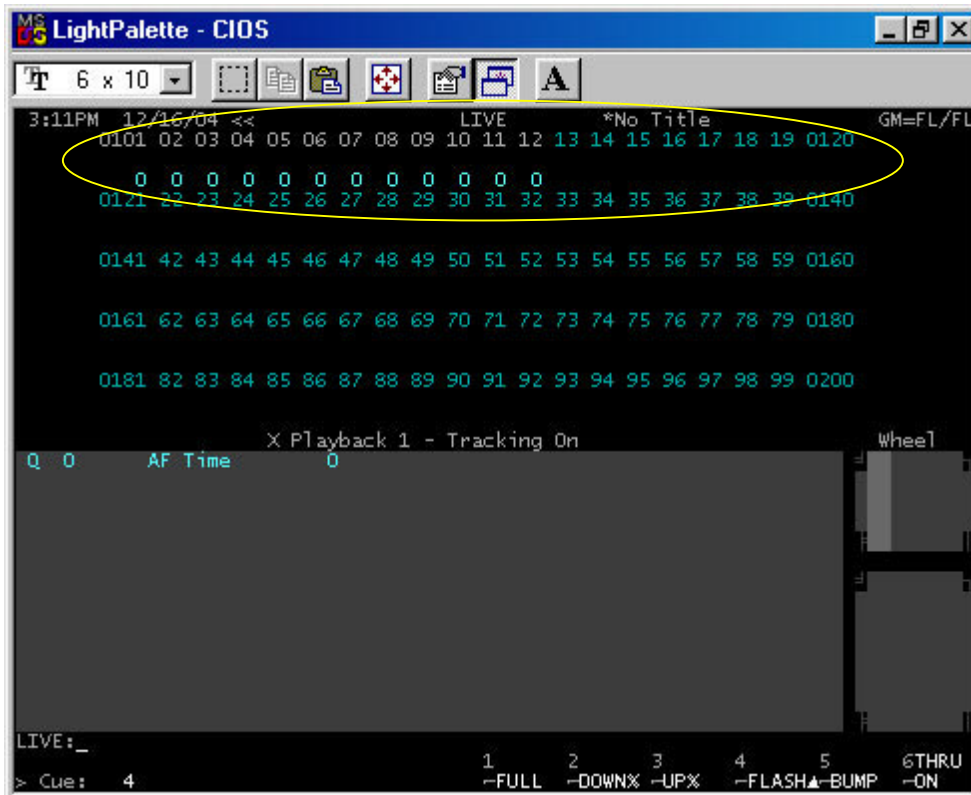 LightPalette - CIOS
6 x 10
A
3:11PM 12/16/04 << LIVE *No Title GM=FL/FL
0101 02 03 04 05 06 07 08 09 10 11 12 13 14 15 16 17 18 19 0120
0 0 0 0 0 0 0 0 0 0 0 0
0121 22 23 24 25 26 27 28 29 30 31 32 33 34 35 36 37 38 39 0140
0141 42 43 44 45 46 47 48 49 50 51 52 53 54 55 56 57 58 59 0160
0161 62 63 64 65 66 67 68 69 70 71 72 73 74 75 76 77 78 79 0180
0181 82 83 84 85 86 87 88 89 90 91 92 93 94 95 96 97 98 99 0200
X Playback 1 - Tracking On Wheel
Q 0 AF Time 0
LIVE:_
1 2 3 4 5 6THRU
> Cue: 4 FULL DOWN% UP% FLASH▲ BUMP ON